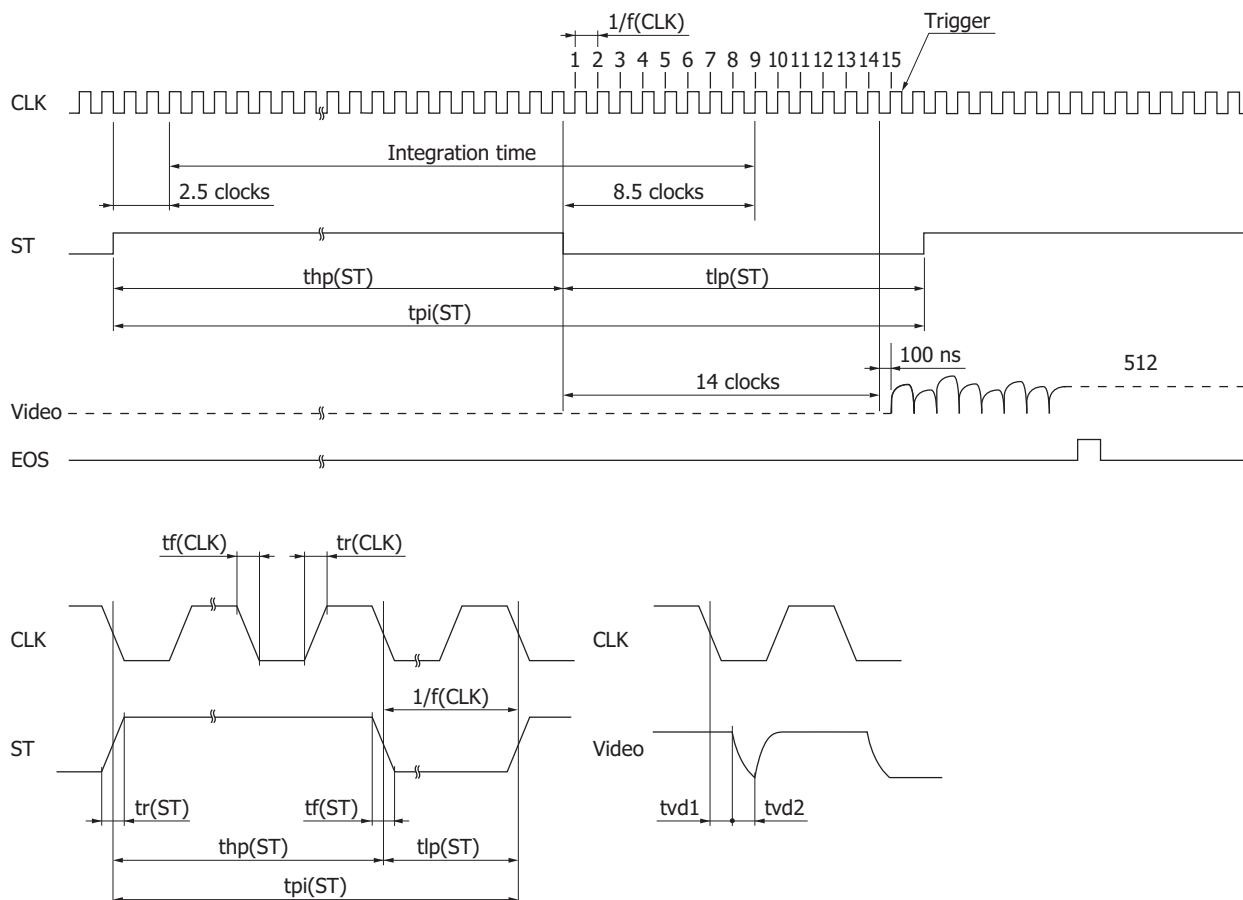 1/f(CLK)
Trigger
1 2 3 4 5 6 7 8 9 10 11 12 13 14 15
CLK
Integration time
2.5 clocks
8.5 clocks
ST
thp(ST)
tlp(ST)
tpi(ST)
100 ns
512
14 clocks
Video
EOS
tf(CLK)
tr(CLK)
CLK
CLK
1/f(CLK)
ST
Video
tr(ST)
tf(ST)
tvd1
tvd2
thp(ST)
tlp(ST)
tpi(ST)